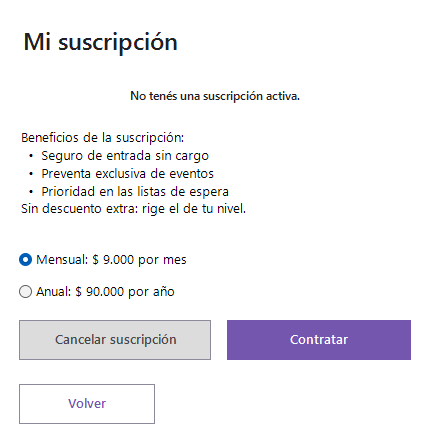 Mi suscripción
No tenés una suscripción activa.
Beneficios de la suscripción:
• Seguro de entrada sin cargo
• Preventa exclusiva de eventos
• Prioridad en las listas de espera
Sin descuento extra: rige el de tu nivel.
Mensual: $ 9.000 por mes
Anual: $ 90.000 por año
Cancelar suscripción
Contratar
Volver